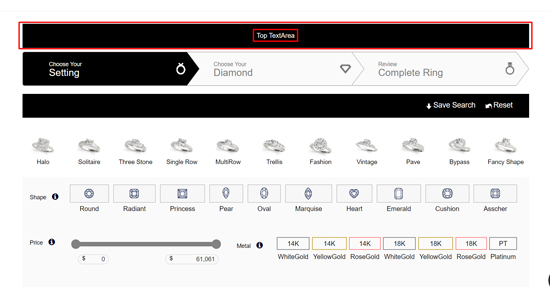 Top TextArea
Choose Your Setting
Choose Your Diamond
Review Complete Ring
Save Search Reset
Halo Solitaire Three Stone Single Row MultiRow Trellis Fashion Vintage Pave Bypass Fancy Shape
Shape
Round Radiant Princess Pear Oval Marquise Heart Emerald Cushion Asscher
Price
$ 0 $ 61,061
Metal
14K 14K 14K 18K 18K 18K PT
WhiteGold YellowGold RoseGold WhiteGold YellowGold RoseGold Platinum